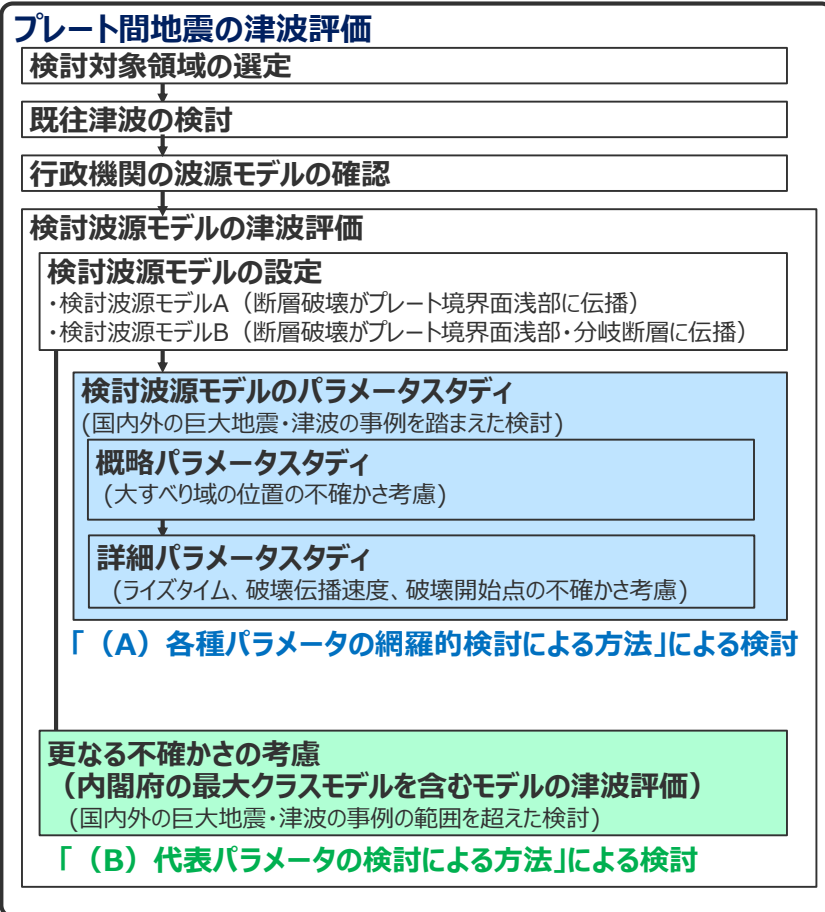 プレート間地震の津波評価
検討対象領域の選定
既往津波の検討
行政機関の波源モデルの確認
検討波源モデルの津波評価
検討波源モデルの設定
・検討波源モデルA（断層破壊がプレート境界面浅部に伝播）
・検討波源モデルB（断層破壊がプレート境界面浅部・分岐断層に伝播）
検討波源モデルのパラメータスタディ
(国内外の巨大地震・津波の事例を踏まえた検討)
概略パラメータスタディ
(大すべり域の位置の不確かさ考慮)
詳細パラメータスタディ
(ライズタイム、破壊伝播速度、破壊開始点の不確かさ考慮)
「（A）各種パラメータの網羅的検討による方法」による検討
更なる不確かさの考慮
（内閣府の最大クラスモデルを含むモデルの津波評価）
(国内外の巨大地震・津波の事例の範囲を超えた検討)
「（B）代表パラメータの検討による方法」による検討